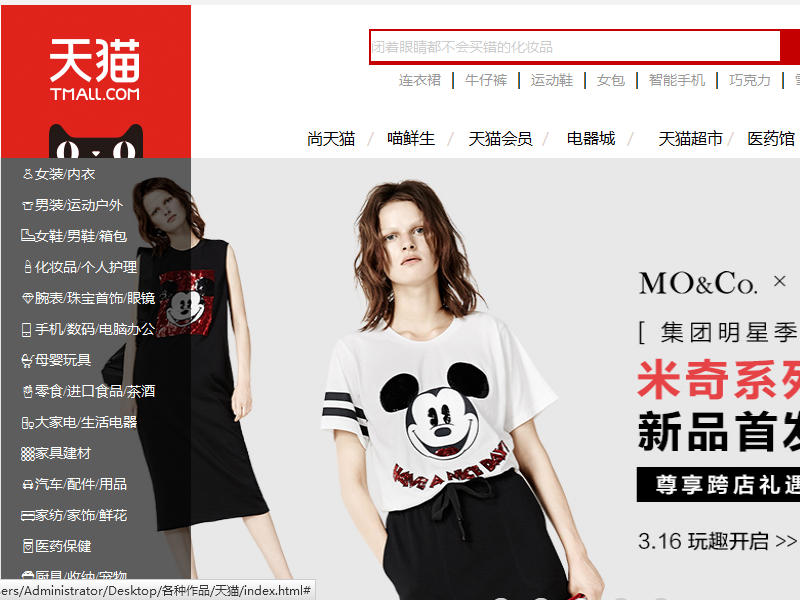 天猫
TMALL.COM
闭着眼睛都不会买错的化妆品
连衣裙 | 牛仔裤 | 运动鞋 | 女包 | 智能手机 | 巧克力 |
尚天猫 / 喵鲜生 / 天猫会员 / 电器城 / 天猫超市 / 医药馆
女装/内衣
男装/运动户外
女鞋/男鞋/箱包
化妆品/个人护理
腕表/珠宝首饰/眼镜
手机/数码/电脑办公
母婴玩具
零食/进口食品/茶酒
大家电/生活电器
家具建材
汽车/配件/用品
家纺/家饰/鲜花
医药保健
厨具/收纳/宠物
HAVE A NICE DAY!
MO&Co. ×
[ 集团明星季
米奇系列
新品首发
尊享跨店礼遇
3.16 玩趣开启 >>
ers/Administrator/Desktop/各种作品/天猫/index.html#